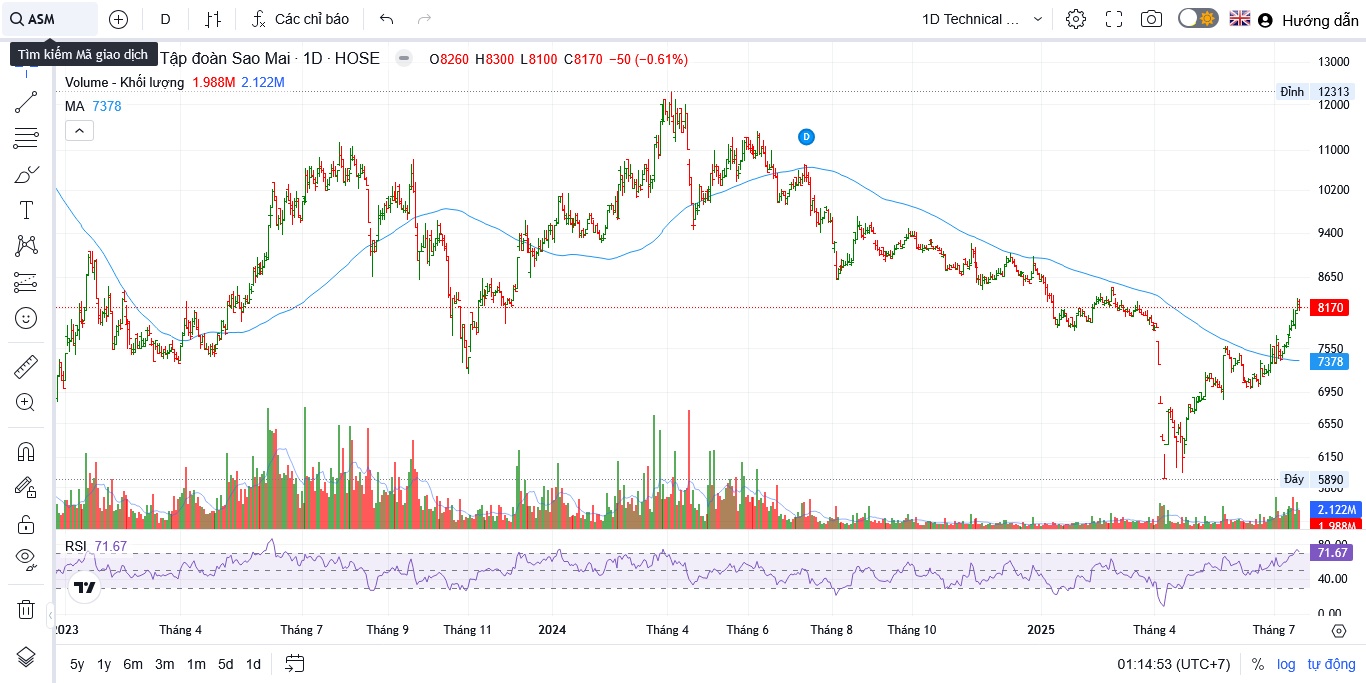 ASM D Các chỉ báo 1D Technical ... Hướng dẫn
Tìm kiếm Mã giao dịch Tập đoàn Sao Mai · 1D · HOSE O8260 H8300 L8100 C8170 −50 (−0.61%)
Volume - Khối lượng 1.988M 2.122M
MA 7378
D
13000
Đỉnh 12313
12000
11000
10200
9400
8650
8170
7550
7378
6950
6550
6150
Đáy 5890
5800
2.122M
1.988M
RSI 71.67
80.00
71.67
40.00
0.00
2023 Tháng 4 Tháng 7 Tháng 9 Tháng 11 2024 Tháng 4 Tháng 6 Tháng 8 Tháng 10 2025 Tháng 4 Tháng 7
5y 1y 6m 3m 1m 5d 1d 01:14:53 (UTC+7) % log tự động